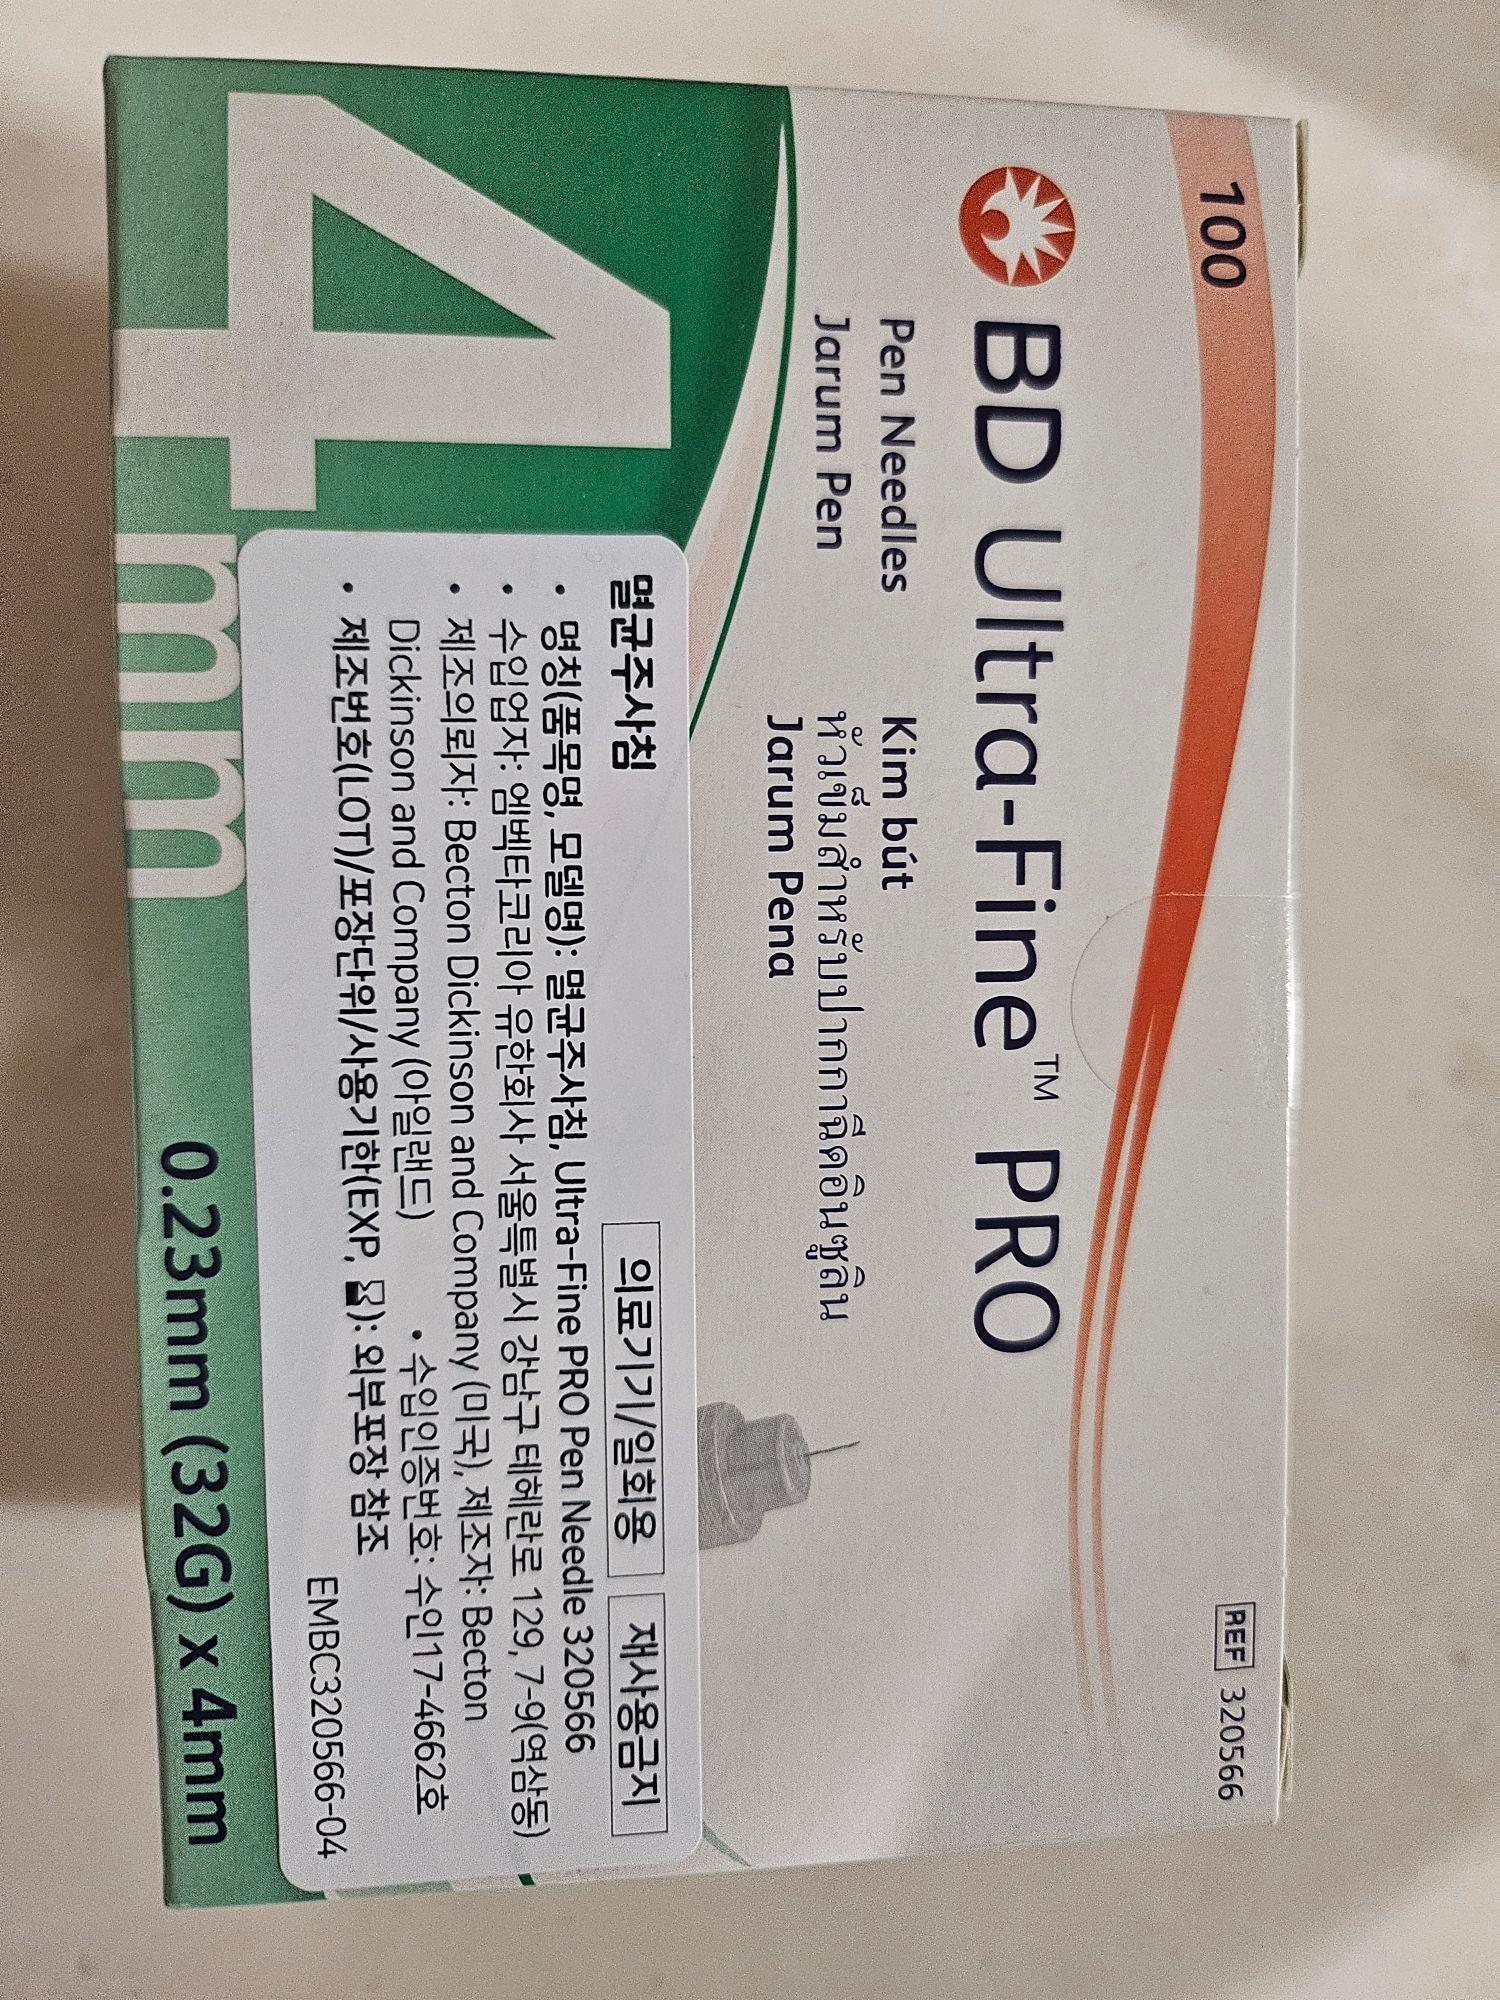 100
REF 320566
BD Ultra-Fine™ PRO
Pen Needles
Jarum Pen
Kim bút
หัวเข็มสำหรับปากกาฉีดอินซูลิน
Jarum Pena
4mm
멸균주사침
의료기기/일회용
재사용금지
• 명칭(품목명, 모델명): 멸균주사침, Ultra-Fine PRO Pen Needle 320566
• 수입업자: 엠벡타코리아 유한회사 서울특별시 강남구 테헤란로 129, 7-9(역삼동)
• 제조의뢰자: Becton Dickinson and Company (미국), 제조자: Becton
Dickinson and Company (아일랜드) • 수입인증번호: 수인17-4662호
• 제조번호(LOT)/포장단위/사용기한(EXP, ⌛): 외부포장 참조
EMBC320566-04
0.23mm (32G) x 4mm